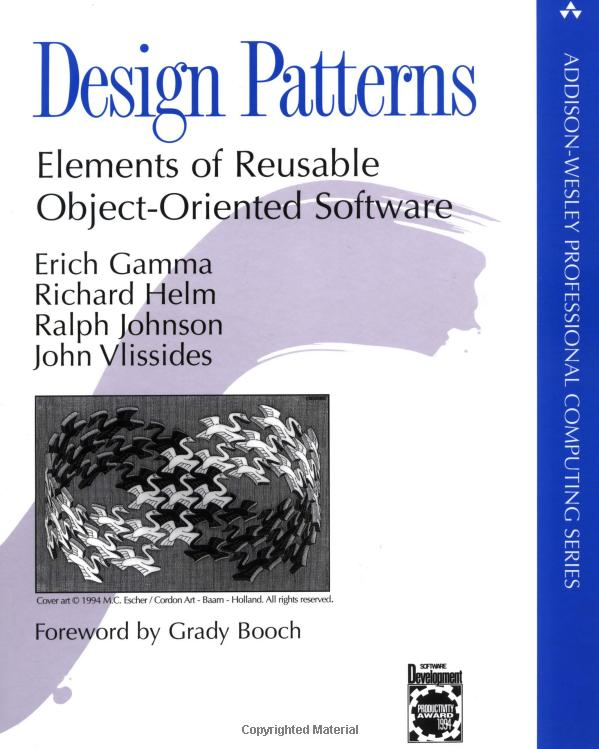 Design Patterns
Elements of Reusable
Object-Oriented Software
Erich Gamma
Richard Helm
Ralph Johnson
John Vlissides
Cover art © 1994 M.C. Escher / Cordon Art - Baarn - Holland. All rights reserved.
Foreword by Grady Booch
ADDISON-WESLEY PROFESSIONAL COMPUTING SERIES
SOFTWARE
Development
PRODUCTIVITY
AWARD
1994
Copyrighted Material